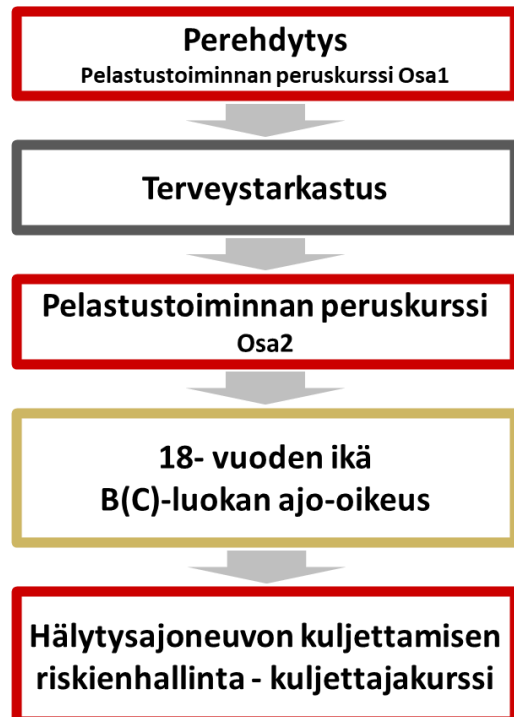 Perehdytys
Pelastustoiminnan peruskurssi Osa1
Terveystarkastus
Pelastustoiminnan peruskurssi
Osa2
18- vuoden ikä
B(C)-luokan ajo-oikeus
Hälytysajoneuvon kuljettamisen
riskienhallinta - kuljettajakurssi